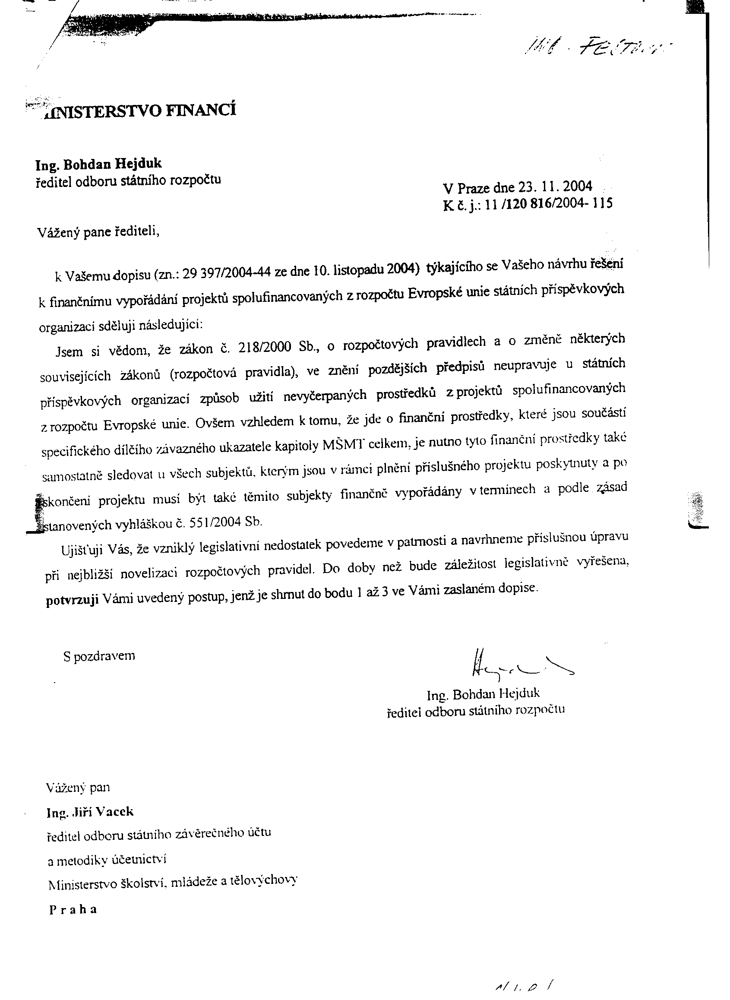 MINISTERSTVO FINANCÍ
Ing. Bohdan Hejduk
ředitel odboru státního rozpočtu
V Praze dne 23. 11. 2004
K č. j.: 11 /120 816/2004- 115
Vážený pane řediteli,
k Vašemu dopisu (zn.: 29 397/2004-44 ze dne 10. listopadu 2004) týkajícího se Vašeho návrhu řešení
k finančnímu vypořádání projektů spolufinancovaných z rozpočtu Evropské unie státních příspěvkových
organizací sděluji následující:
Jsem si vědom, že zákon č. 218/2000 Sb., o rozpočtových pravidlech a o změně některých
souvisejících zákonů (rozpočtová pravidla), ve znění pozdějších předpisů neupravuje u státních
příspěvkových organizací způsob užití nevyčerpaných prostředků z projektů spolufinancovaných
z rozpočtu Evropské unie. Ovšem vzhledem k tomu, že jde o finanční prostředky, které jsou součástí
specifického dílčího závazného ukazatele kapitoly MŠMT celkem, je nutno tyto finanční prostředky také
samostatně sledovat u všech subjektů, kterým jsou v rámci plnění příslušného projektu poskytnuty a po
skončení projektu musí být také těmito subjekty finančně vypořádány v termínech a podle zásad
stanovených vyhláškou č. 551/2004 Sb.
Ujišťuji Vás, že vzniklý legislativní nedostatek povedeme v patrnosti a navrhneme příslušnou úpravu
při nejbližší novelizaci rozpočtových pravidel. Do doby než bude záležitost legislativně vyřešena,
potvrzuji Vámi uvedený postup, jenž je shrnut do bodu 1 až 3 ve Vámi zaslaném dopise.
S pozdravem
Ing. Bohdan Hejduk
ředitel odboru státního rozpočtu
Vážený pan
Ing. Jiří Vacek
ředitel odboru státního závěrečného účtu
a metodiky účetnictví
Ministerstvo školství, mládeže a tělovýchovy
P r a h a